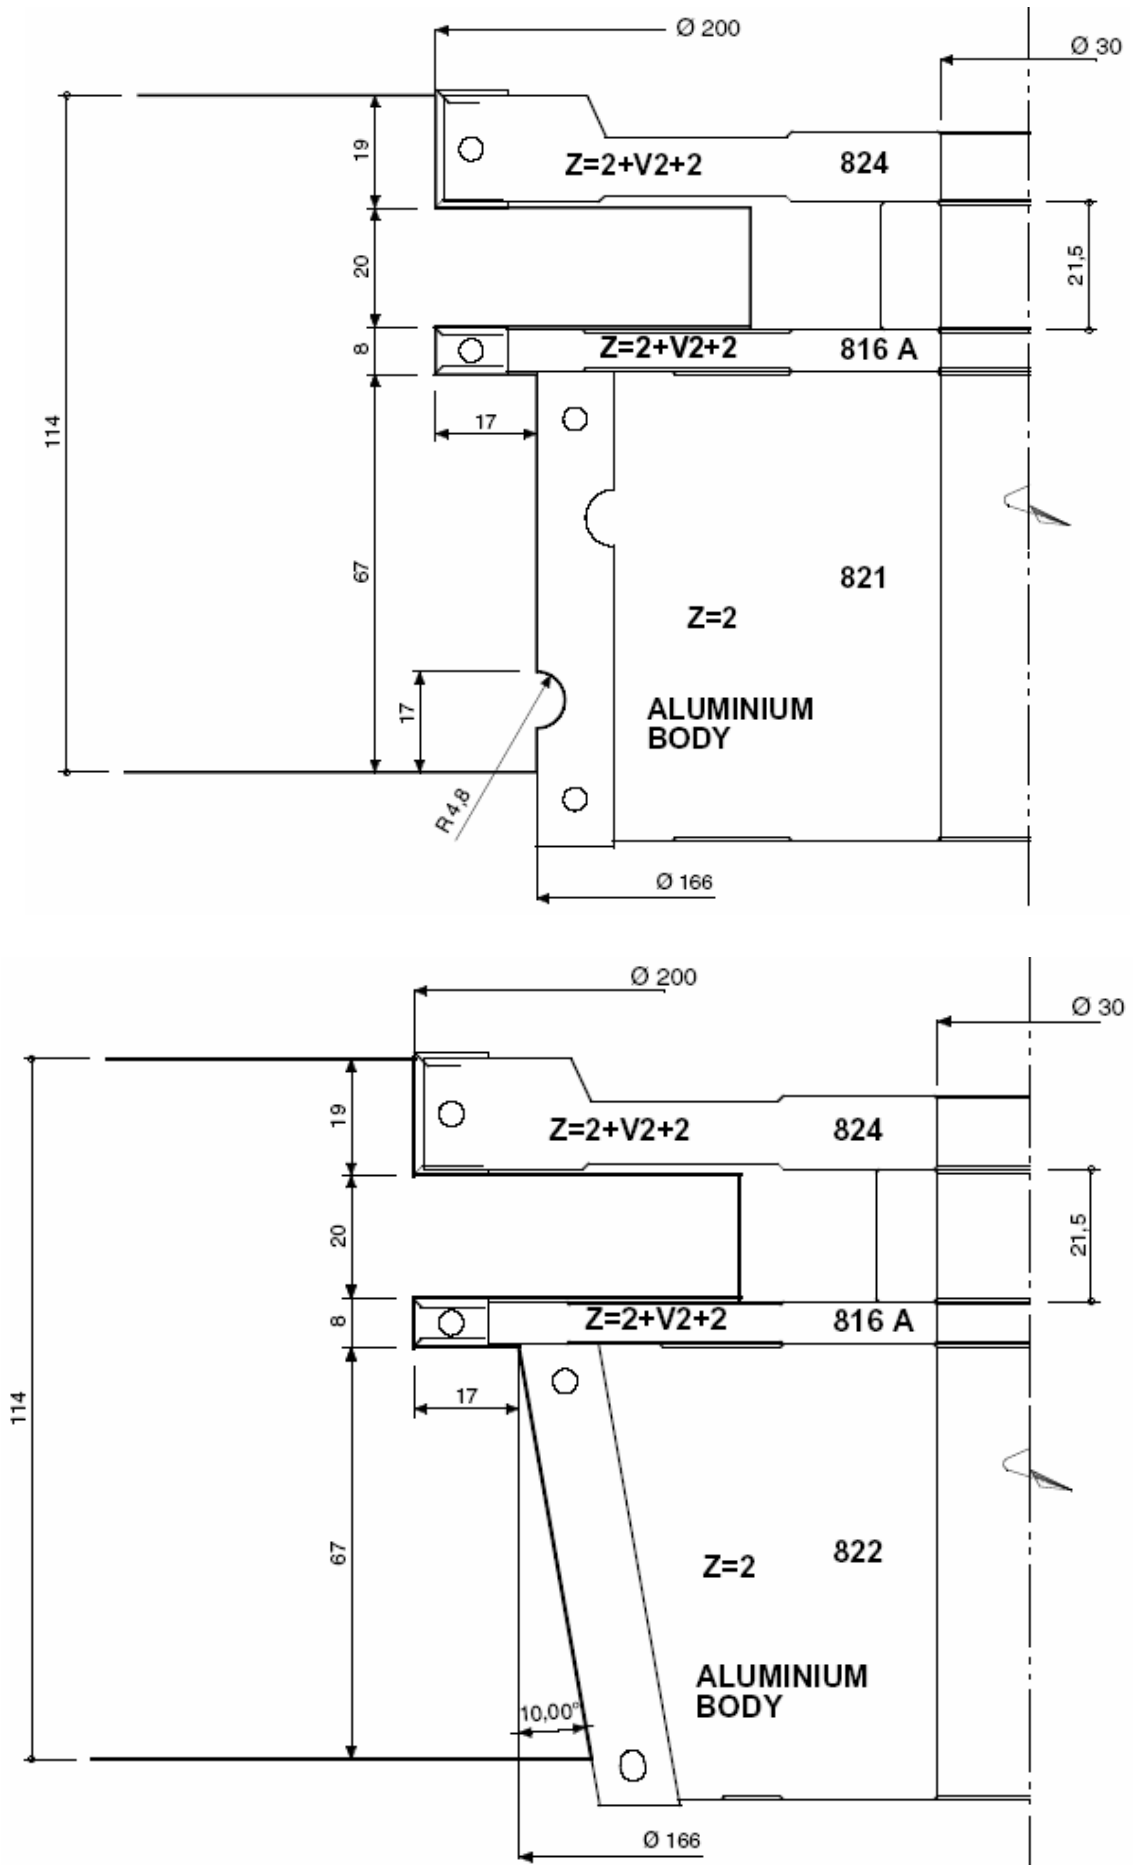 Ø 200
Ø 30
19
Z=2+V2+2
824
20
21,5
8
Z=2+V2+2
816 A
17
114
67
821
Z=2
17
ALUMINIUM
BODY
R4,8
Ø 166
Ø 200
Ø 30
19
Z=2+V2+2
824
20
21,5
8
Z=2+V2+2
816 A
17
114
67
822
Z=2
ALUMINIUM
BODY
10,00°
Ø 166